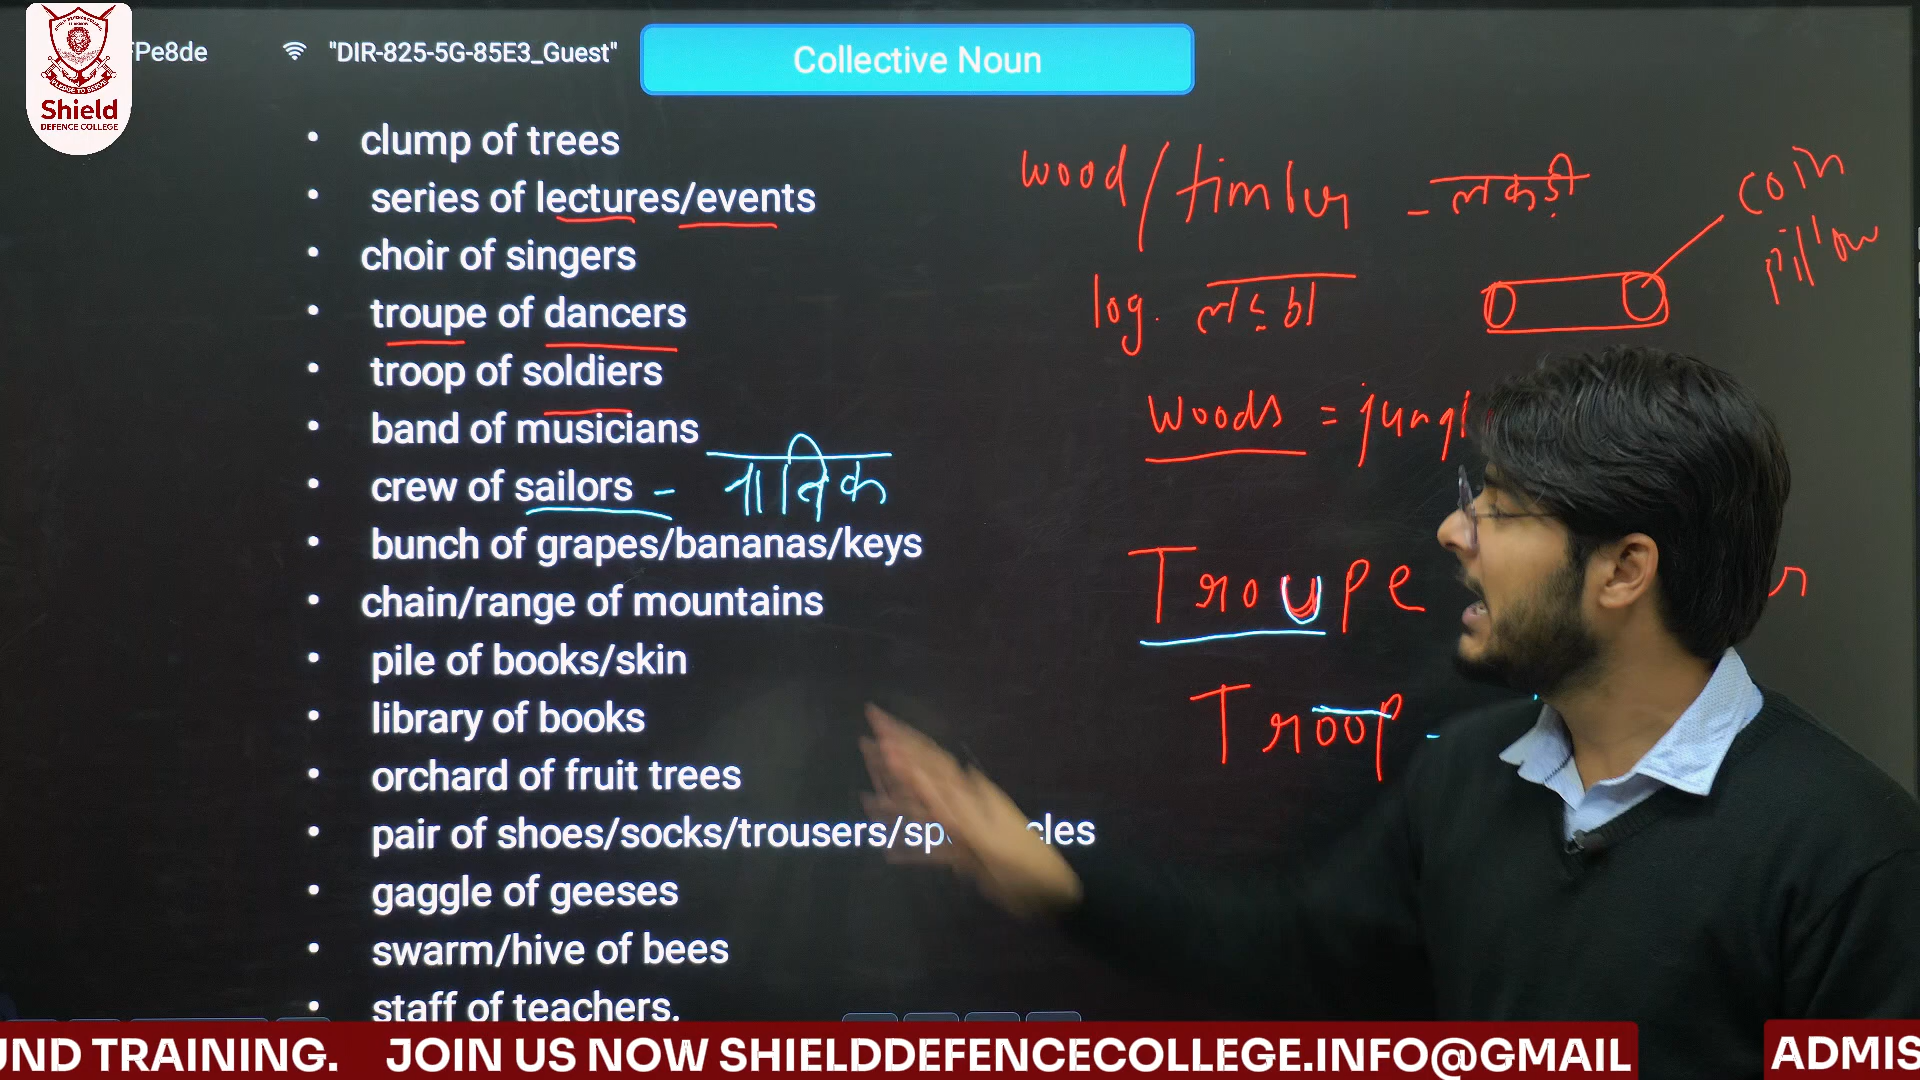 FPe8de
"DIR-825-5G-85E3_Guest"
Collective Noun
Shield
DEFENCE COLLEGE
• clump of trees
• series of lectures/events
• choir of singers
• troupe of dancers
• troop of soldiers
• band of musicians
• crew of sailors - नाविक
• bunch of grapes/bananas/keys
• chain/range of mountains
• pile of books/skin
• library of books
• orchard of fruit trees
• pair of shoes/socks/trousers/
• gaggle of geeses
• swarm/hive of bees
• staff of teachers.
wood/timber - लकड़ी
coin
pillow
log.
woods = jungl
Troupe
Troop -
UND TRAINING. JOIN US NOW SHIELDDEFENCECOLLEGE.INFO@GMAIL ADMIS